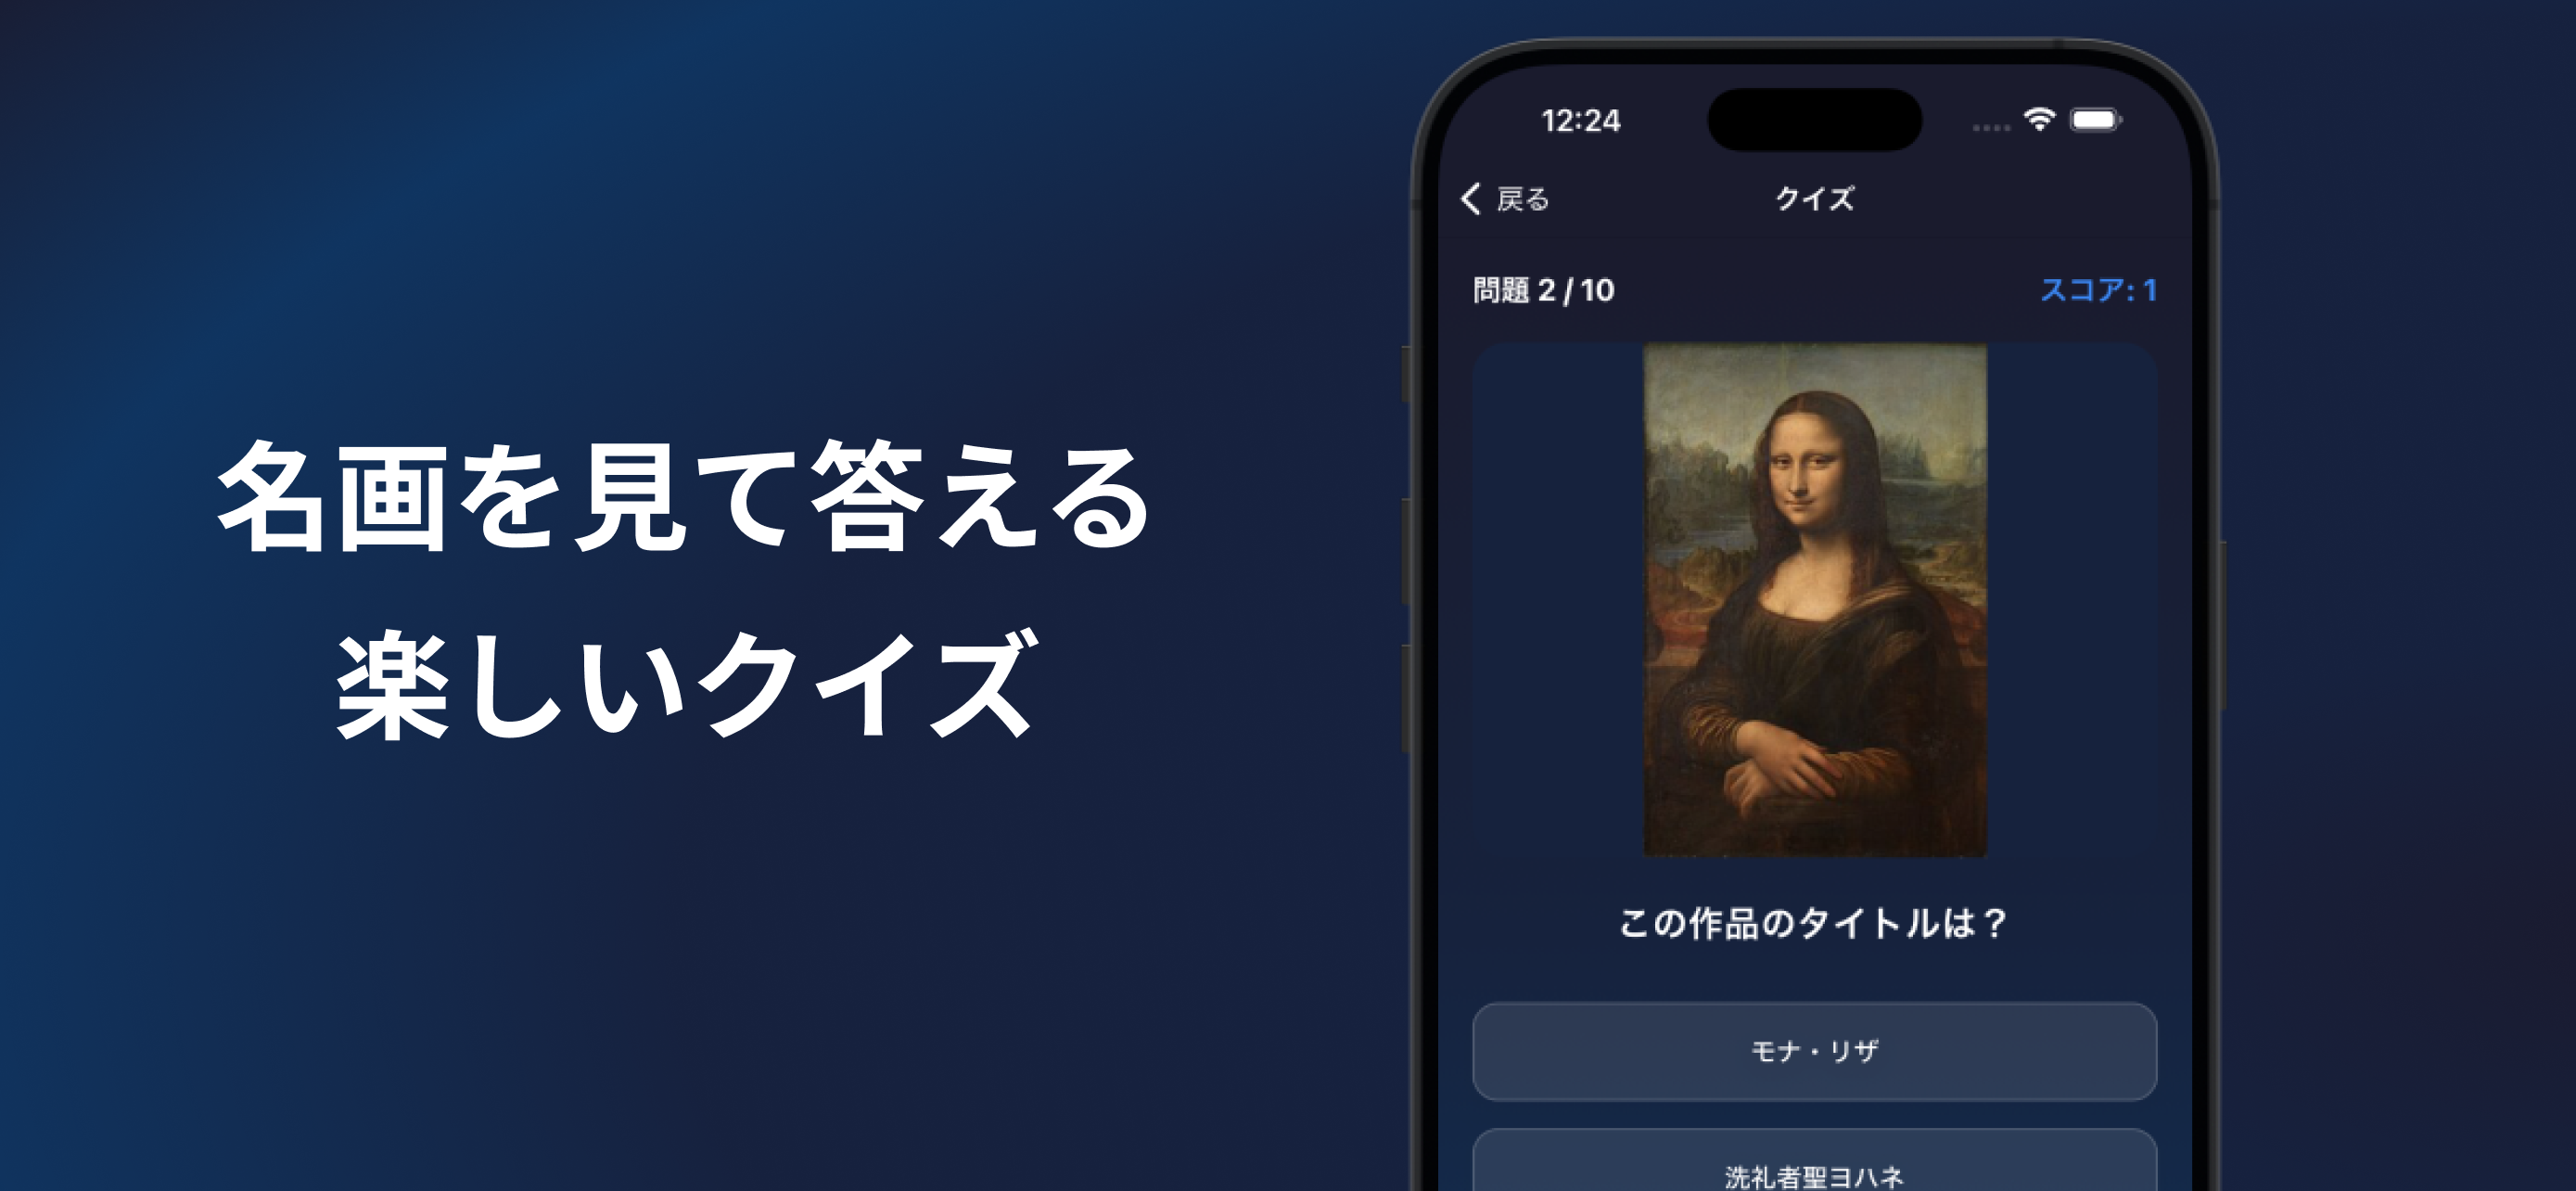 名画を見て答える
楽しいクイズ
12:24
戻る
クイズ
問題 2 / 10
スコア: 1
この作品のタイトルは？
モナ・リザ
洗礼者聖ヨハネ